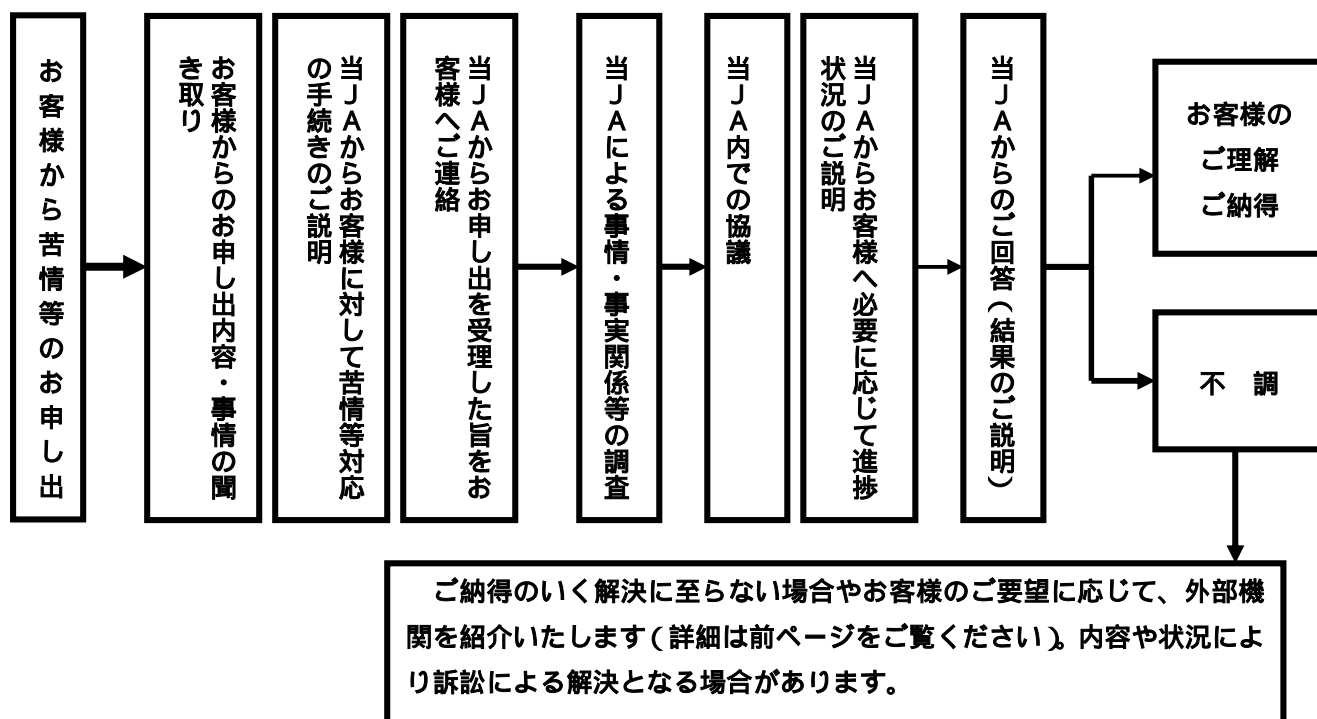 お客様から苦情等のお申し出
お客様からのお申し出内容・事情の聞
き取り
当ＪＡからお客様に対して苦情等対応
の手続きのご説明
当ＪＡからお申し出を受理した旨をお
客様へご連絡
当ＪＡによる事情・事実関係等の調査
当ＪＡ内での協議
当ＪＡからお客様へ必要に応じて進捗
状況のご説明
当ＪＡからのご回答（結果のご説明）
お客様の
ご理解
ご納得
不　調
ご納得のいく解決に至らない場合やお客様のご要望に応じて、外部機
関を紹介いたします（詳細は前ページをご覧ください）。内容や状況によ
り訴訟による解決となる場合があります。